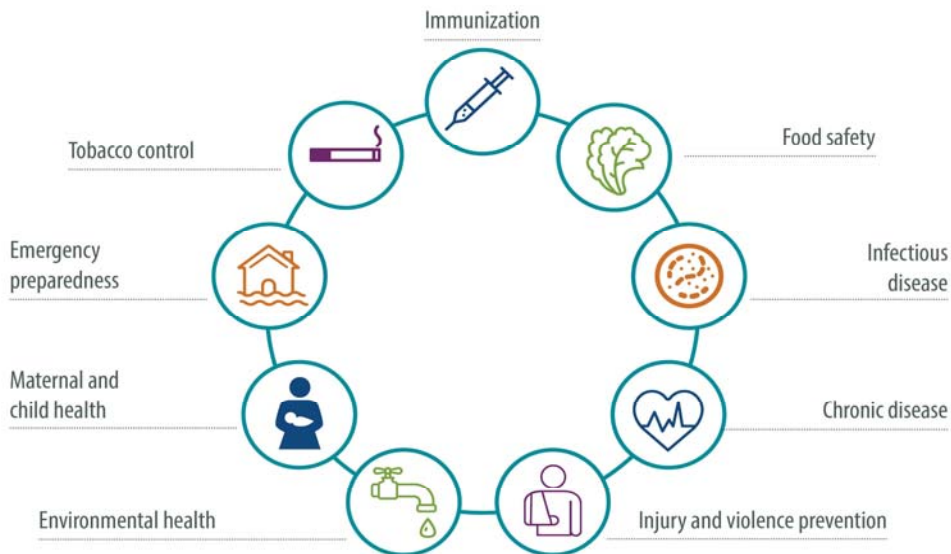 Immunization
Tobacco control
Food safety
Emergency
preparedness
Infectious
disease
Maternal and
child health
Chronic disease
Environmental health
Injury and violence prevention